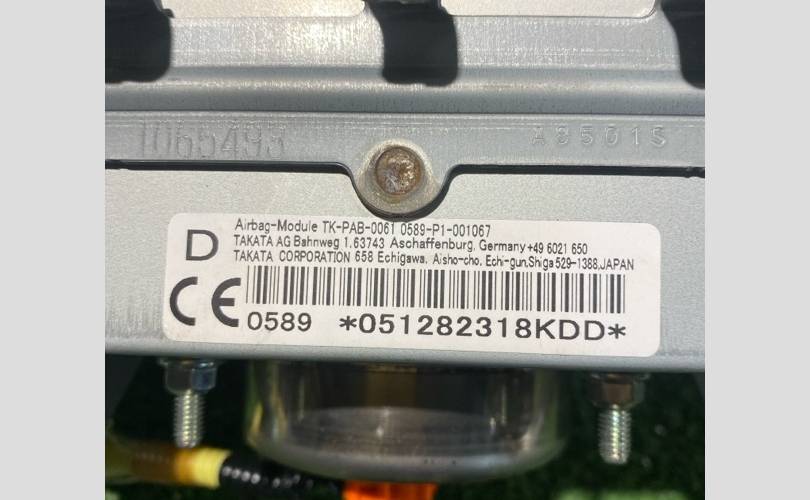 1065493
A3501S
Airbag-Module TK-PAB-0061 0589-P1-001067
D
TAKATA AG Bahnweg 1.63743 Aschaffenburg, Germany+49 6021 650
TAKATA CORPORATION 658 Echigawa, Aisho-cho, Echi-gun,Shiga 529-1388,JAPAN
CE
0589 *051282318KDD*